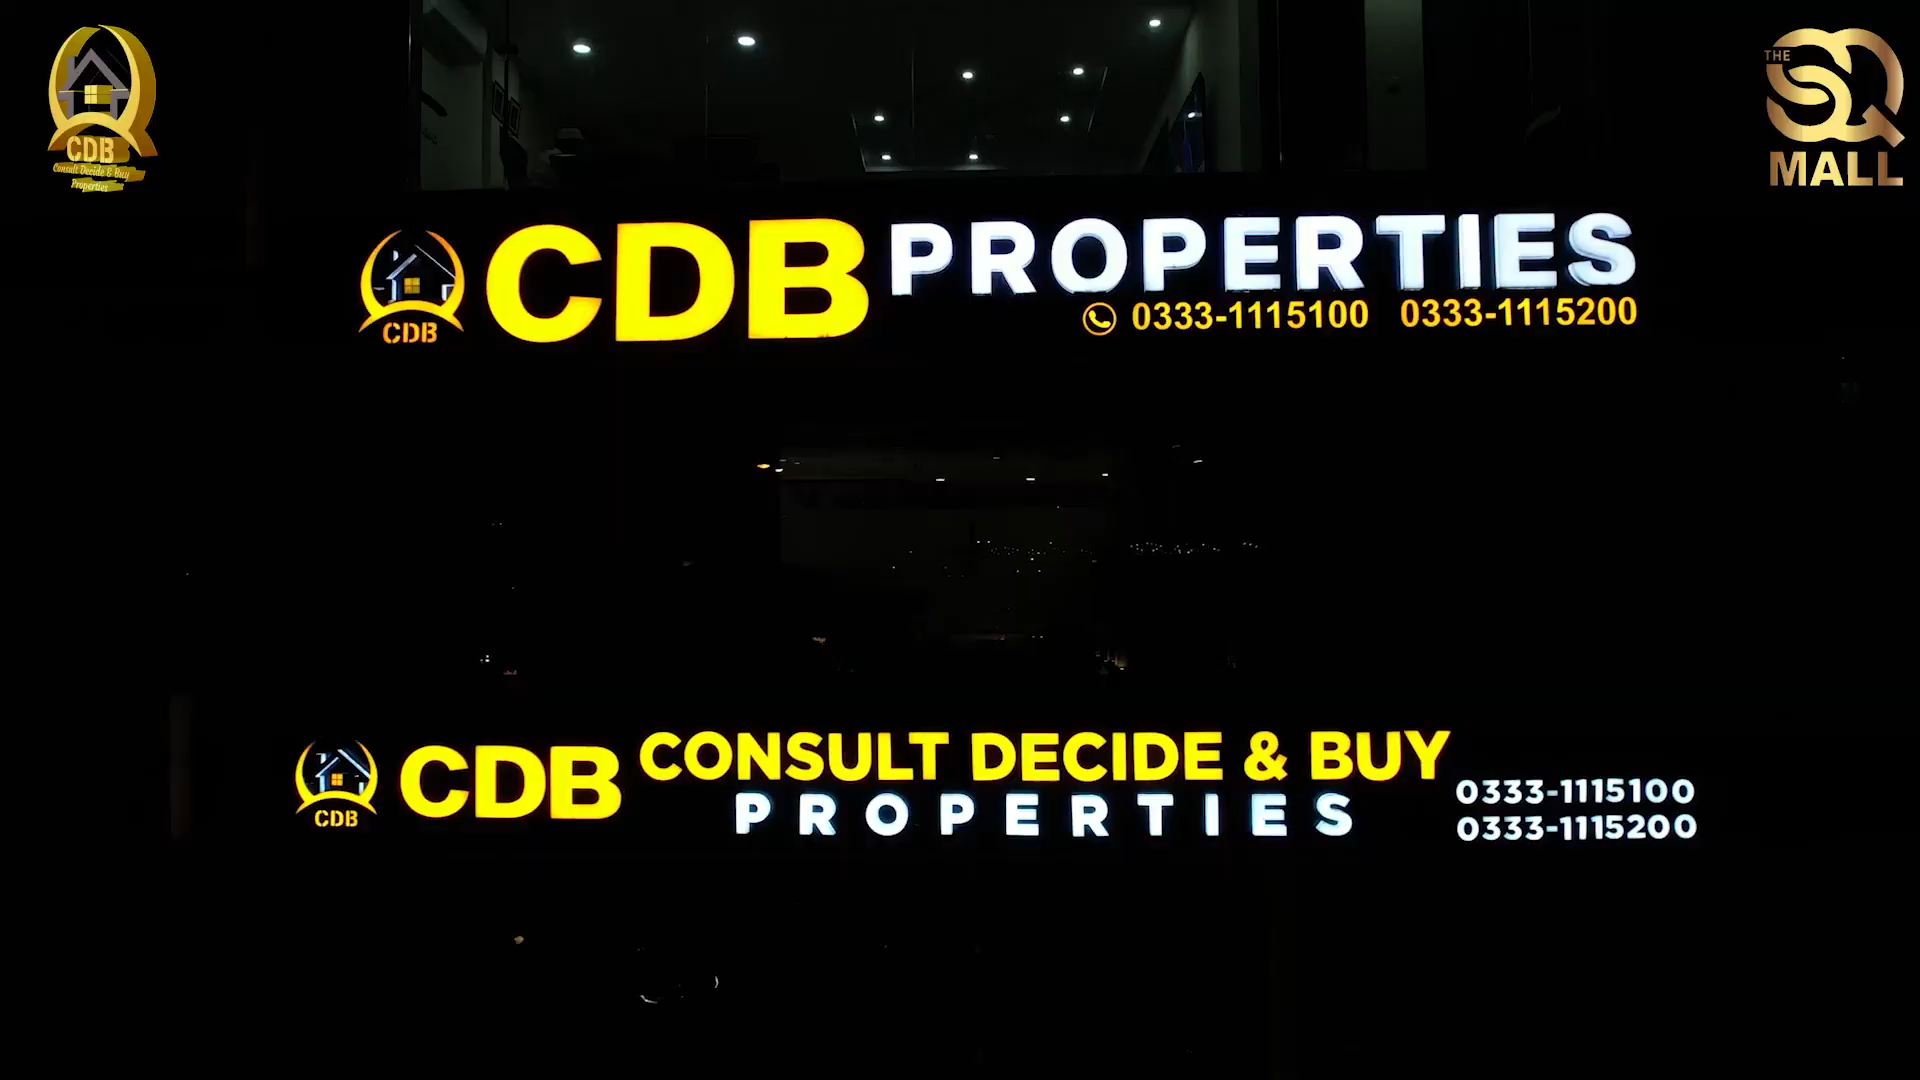 CDB
Consult Decide & Buy
Properties
THE
SQ
MALL
CDB
CDB PROPERTIES
0333-1115100 0333-1115200
CDB
CDB CONSULT DECIDE & BUY
PROPERTIES
0333-1115100
0333-1115200